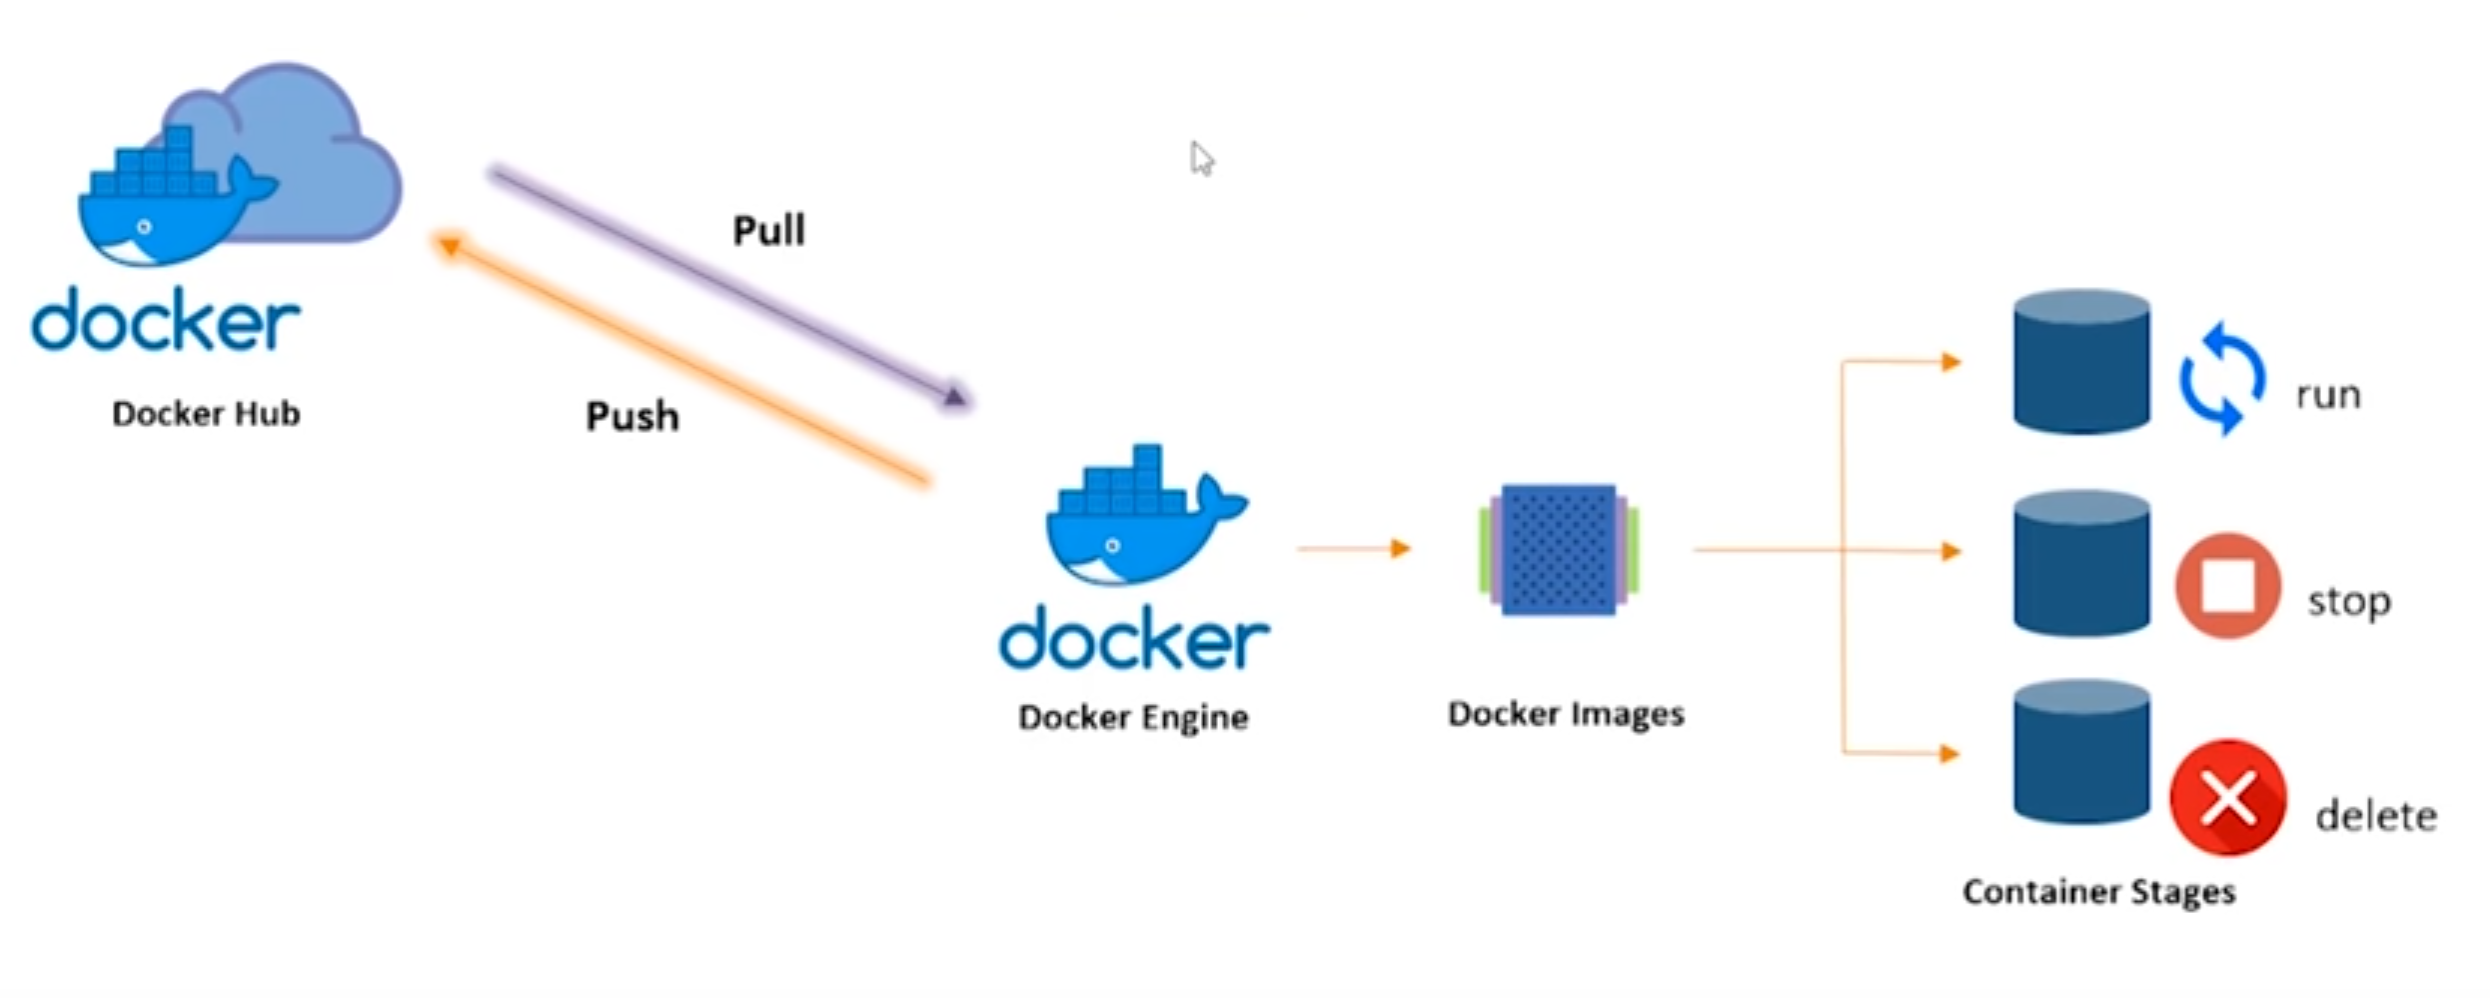 docker
Docker Hub
Pull
Push
docker
Docker Engine
Docker Images
run
stop
delete
Container Stages